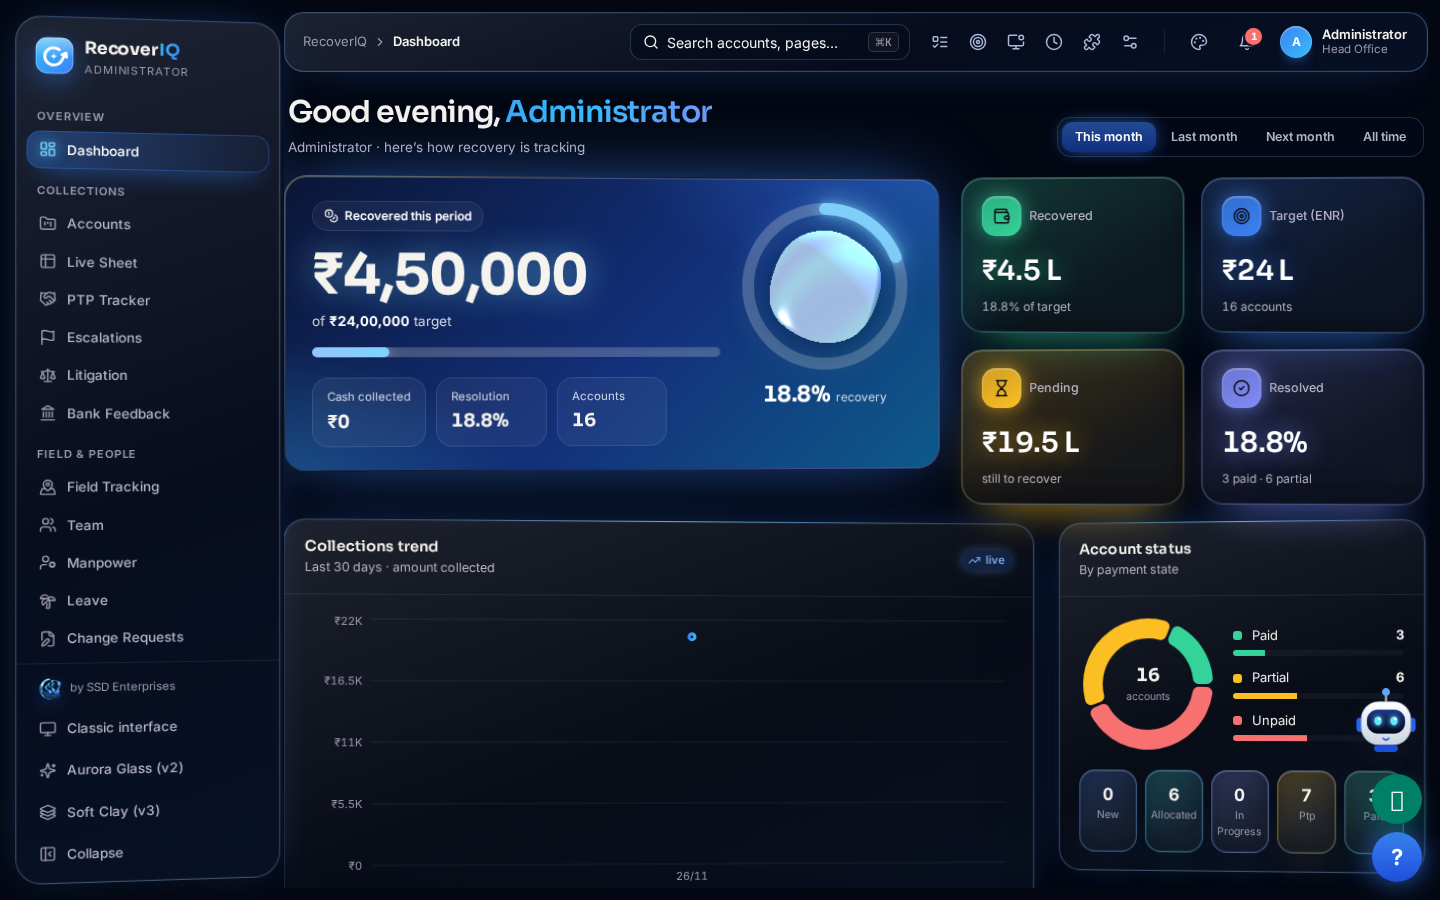 RecoverIQ
ADMINISTRATOR
OVERVIEW
Dashboard
COLLECTIONS
Accounts
Live Sheet
PTP Tracker
Escalations
Litigation
Bank Feedback
FIELD & PEOPLE
Field Tracking
Team
Manpower
Leave
Change Requests
by SSD Enterprises
Classic interface
Aurora Glass (v2)
Soft Clay (v3)
Collapse
RecoverIQ > Dashboard
Search accounts, pages...
⌘K
1
A
Administrator
Head Office
Good evening, Administrator
Administrator · here's how recovery is tracking
This month
Last month
Next month
All time
Recovered this period
₹4,50,000
of ₹24,00,000 target
Cash collected
₹0
Resolution
18.8%
Accounts
16
18.8% recovery
Recovered
₹4.5 L
18.8% of target
Target (ENR)
₹24 L
16 accounts
Pending
₹19.5 L
still to recover
Resolved
18.8%
3 paid · 6 partial
Collections trend
Last 30 days · amount collected
live
₹22K
₹16.5K
₹11K
₹5.5K
₹0
26/11
Account status
By payment state
16
accounts
Paid 3
Partial 6
Unpaid
0
New
6
Allocated
0
In
Progress
7
Ptp
?